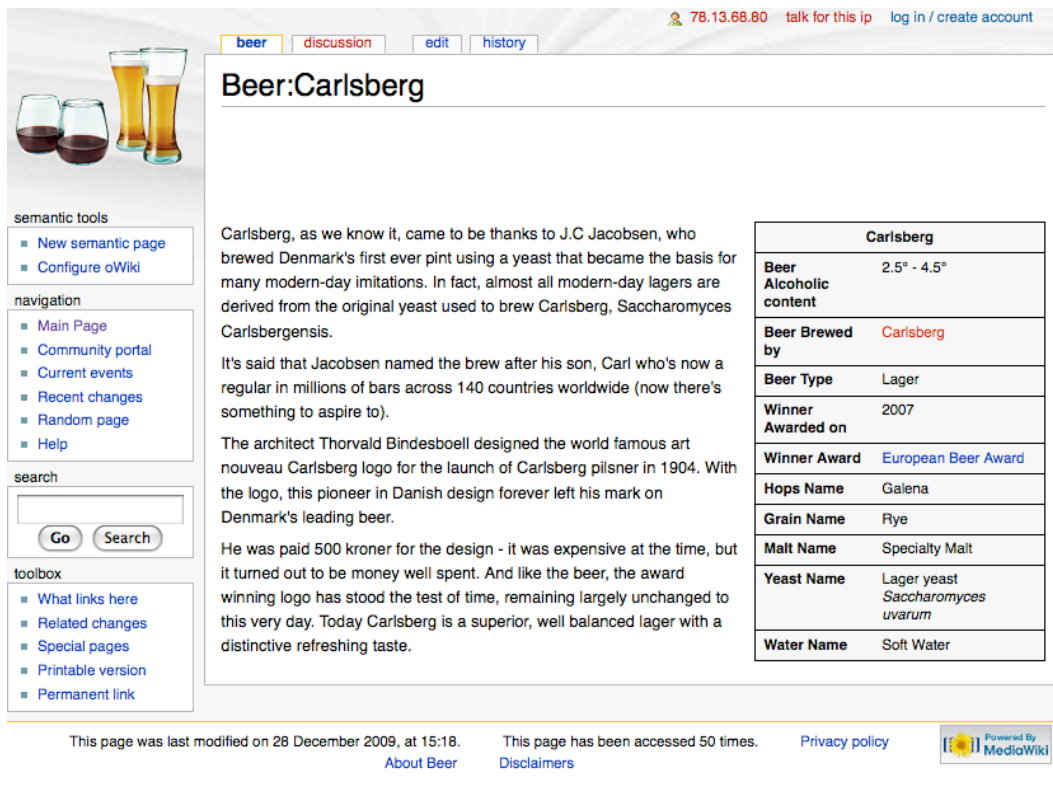 78.13.68.80 talk for this ip log in / create account
beer discussion edit history
Beer:Carlsberg
semantic tools
New semantic page
Configure oWiki
navigation
Main Page
Community portal
Current events
Recent changes
Random page
Help
search
Go Search
toolbox
What links here
Related changes
Special pages
Printable version
Permanent link
Carlsberg, as we know it, came to be thanks to J.C Jacobsen, who
brewed Denmark's first ever pint using a yeast that became the basis for
many modern-day imitations. In fact, almost all modern-day lagers are
derived from the original yeast used to brew Carlsberg, Saccharomyces
Carlsbergensis.
It's said that Jacobsen named the brew after his son, Carl who's now a
regular in millions of bars across 140 countries worldwide (now there's
something to aspire to).
The architect Thorvald Bindesboell designed the world famous art
nouveau Carlsberg logo for the launch of Carlsberg pilsner in 1904. With
the logo, this pioneer in Danish design forever left his mark on
Denmark's leading beer.
He was paid 500 kroner for the design - it was expensive at the time, but
it turned out to be money well spent. And like the beer, the award
winning logo has stood the test of time, remaining largely unchanged to
this very day. Today Carlsberg is a superior, well balanced lager with a
distinctive refreshing taste.
Carlsberg
Beer 2.5° - 4.5°
Alcoholic
content
Beer Brewed Carlsberg
by
Beer Type Lager
Winner 2007
Awarded on
Winner Award European Beer Award
Hops Name Galena
Grain Name Rye
Malt Name Specialty Malt
Yeast Name Lager yeast
Saccharomyces
uvarum
Water Name Soft Water
This page was last modified on 28 December 2009, at 15:18. This page has been accessed 50 times. Privacy policy
About Beer Disclaimers
Powered By
MediaWiki